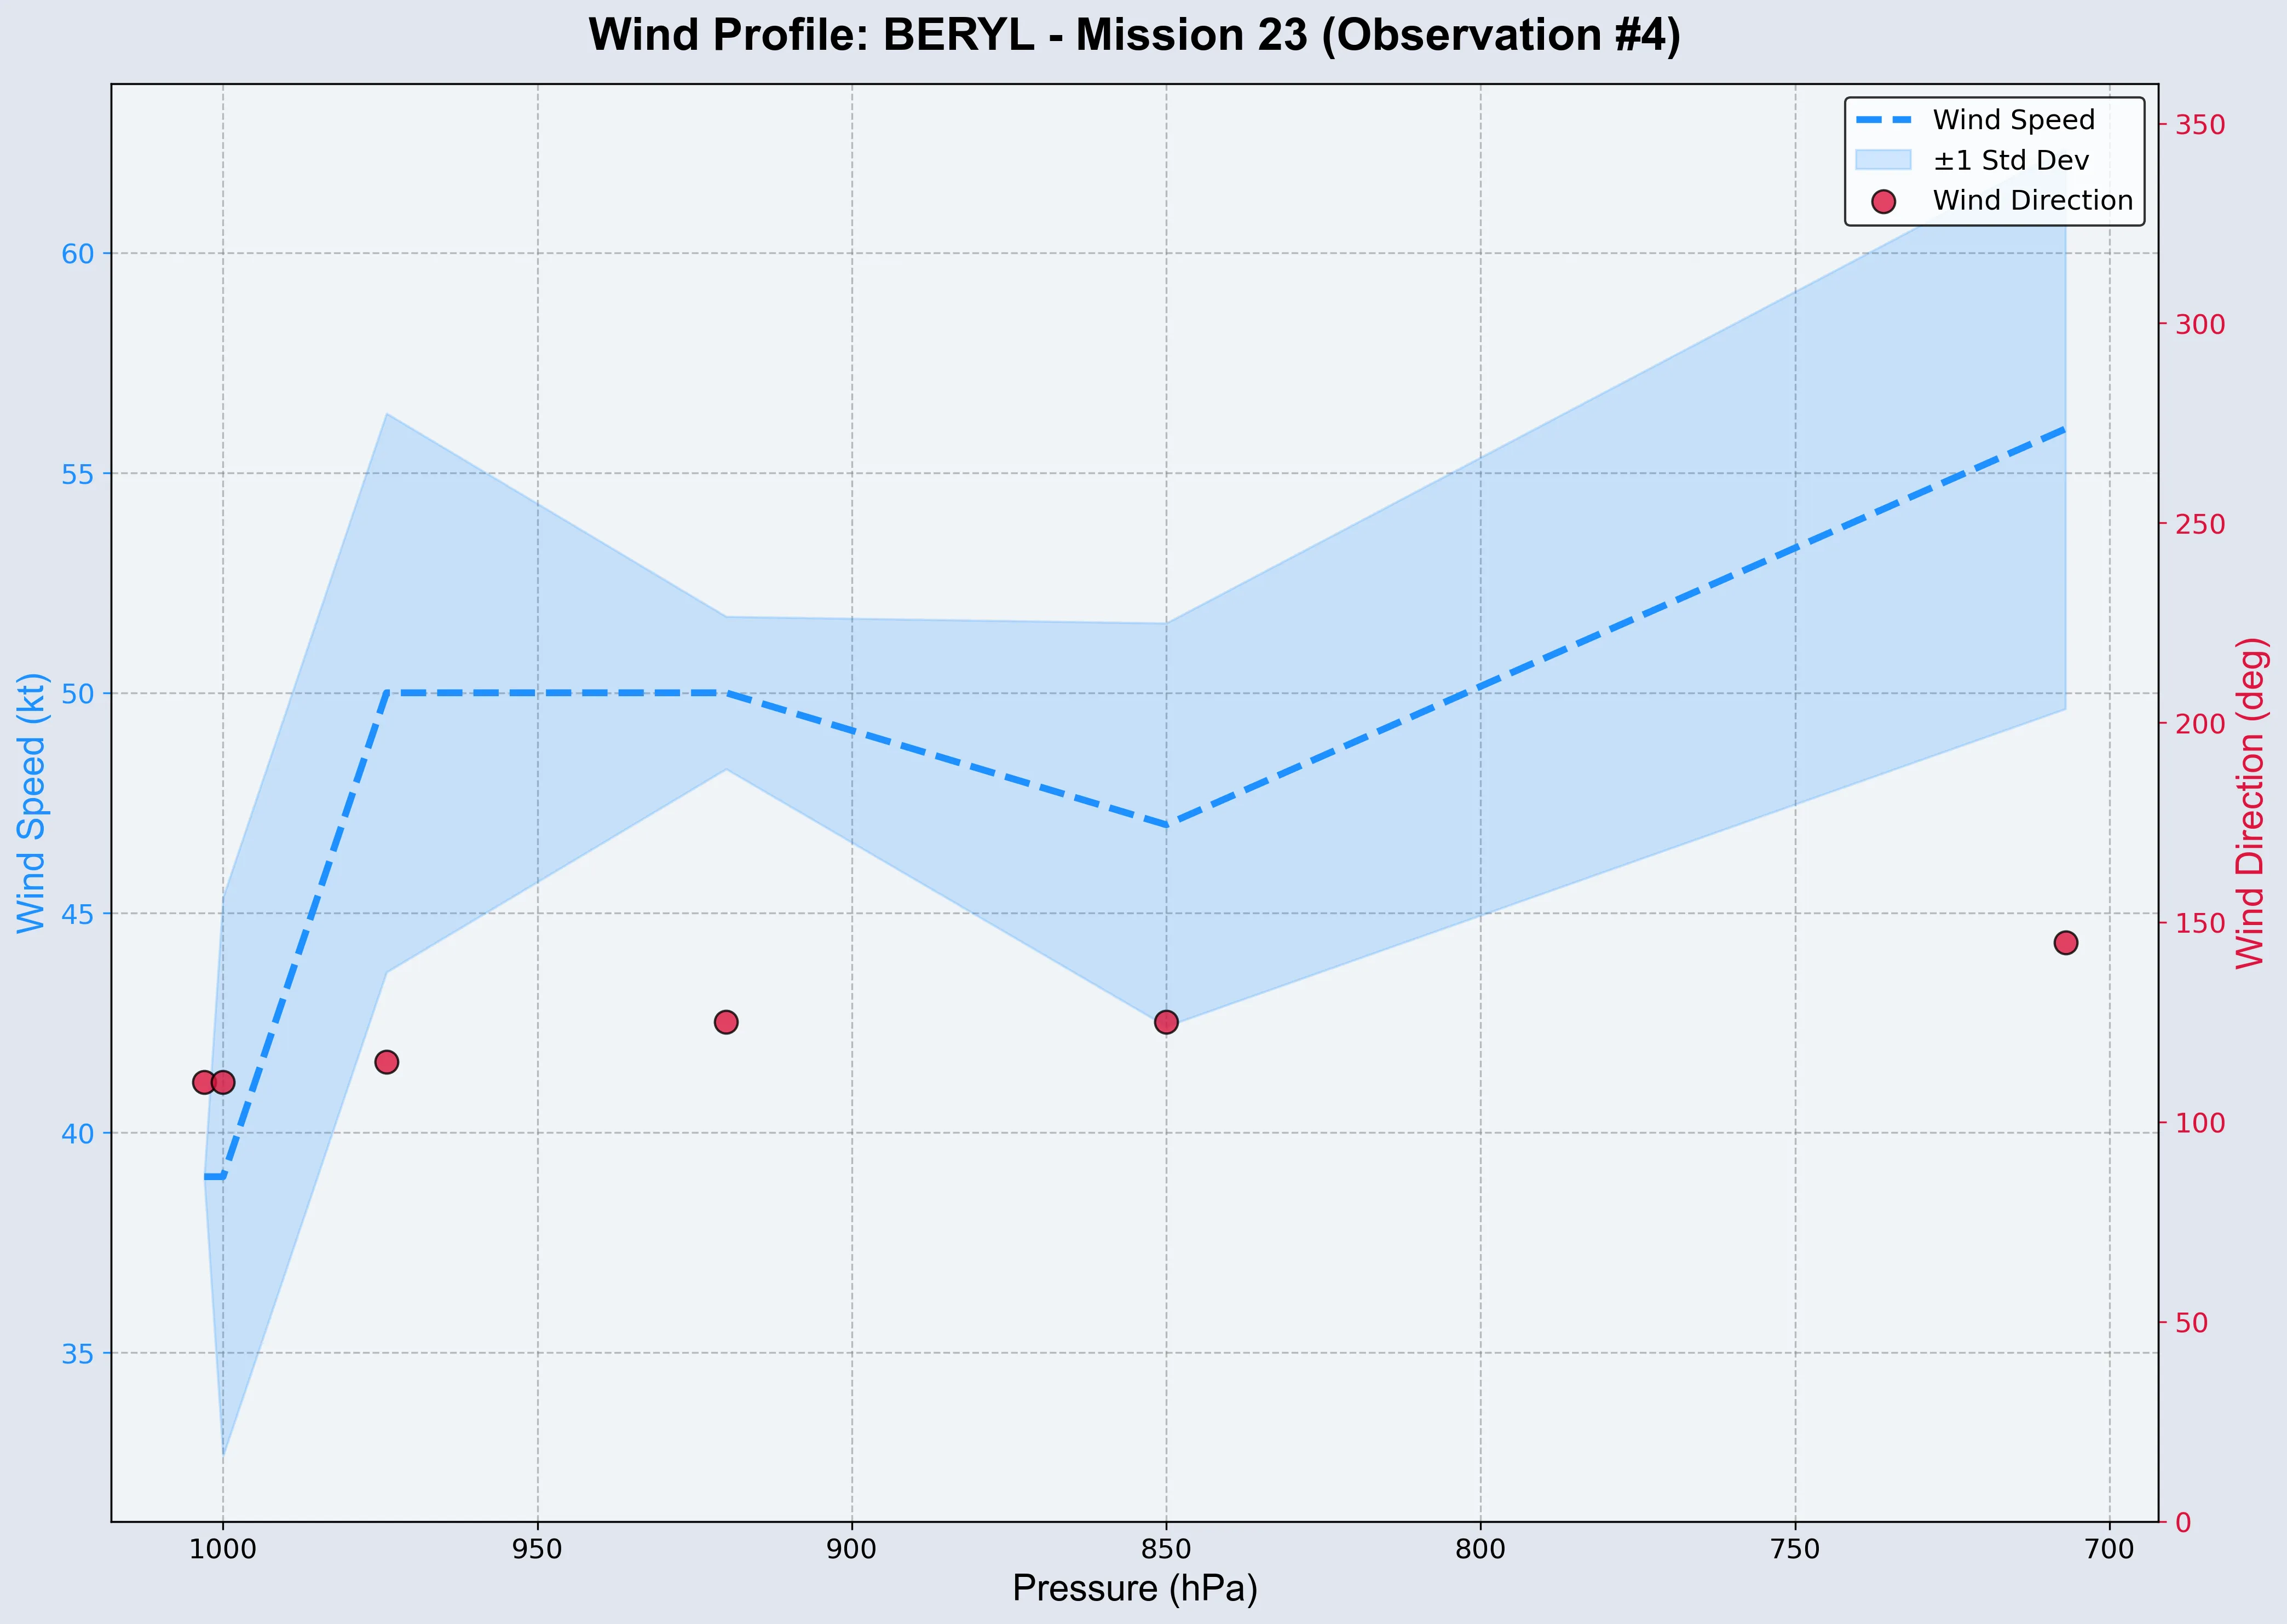 Wind Profile: BERYL - Mission 23 (Observation #4)
Wind Speed
±1 Std Dev
Wind Direction
Wind Speed (kt)
60
55
50
45
40
35
350
300
250
200
150
100
50
0
Wind Direction (deg)
1000 950 900 850 800 750 700
Pressure (hPa)